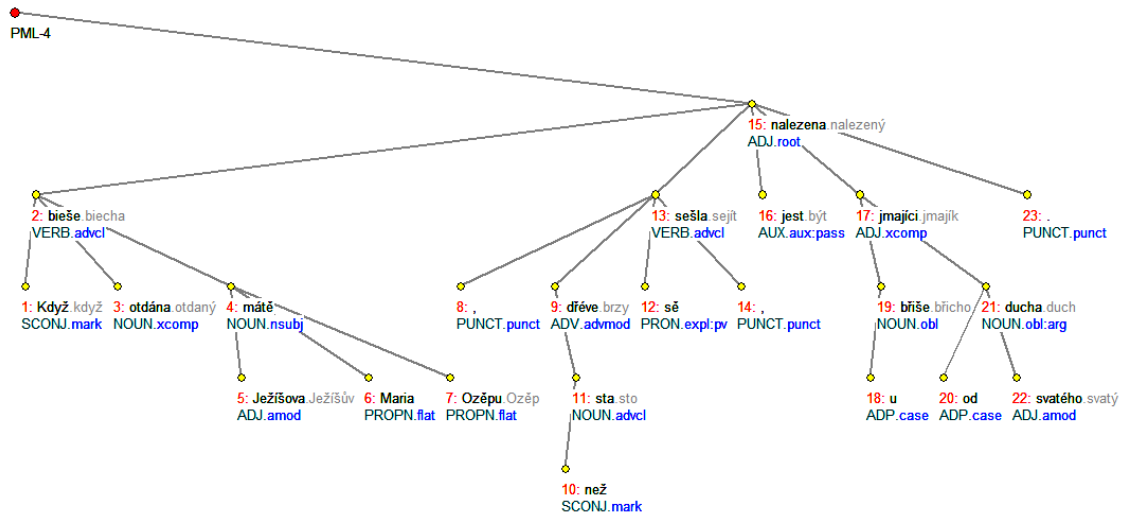 PML-4
15: nalezena.nalezený
ADJ.root
2: bieše.biecha
VERB.advcl
13: sešla.sejít
VERB.advcl
16: jest.být
AUX.aux:pass
17: jmajíci.jmajík
ADJ.xcomp
23: .
PUNCT.punct
1: Když.když
SCONJ.mark
3: otdána.otdaný
NOUN.xcomp
4: mátě
NOUN.nsubj
8: ,
PUNCT.punct
9: dřéve.brzy
ADV.advmod
12: sě
PRON.expl:pv
14: ,
PUNCT.punct
19: břiše.břicho
NOUN.obl
21: ducha.duch
NOUN.obl:arg
5: Ježíšova.Ježíšův
ADJ.amod
6: Maria
PROPN.flat
7: Ozěpu.Ozěp
PROPN.flat
11: sta.sto
NOUN.advcl
18: u
ADP.case
20: od
ADP.case
22: svatého.svatý
ADJ.amod
10: než
SCONJ.mark